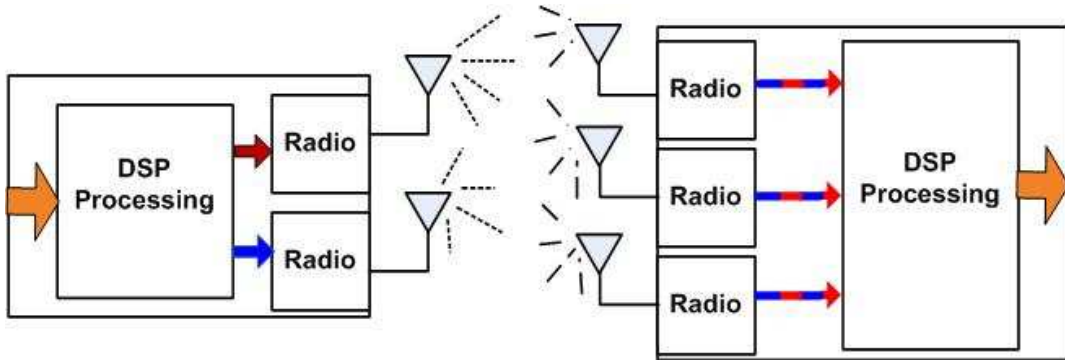 DSP
Processing
Radio
Radio
Radio
Radio
Radio
DSP
Processing